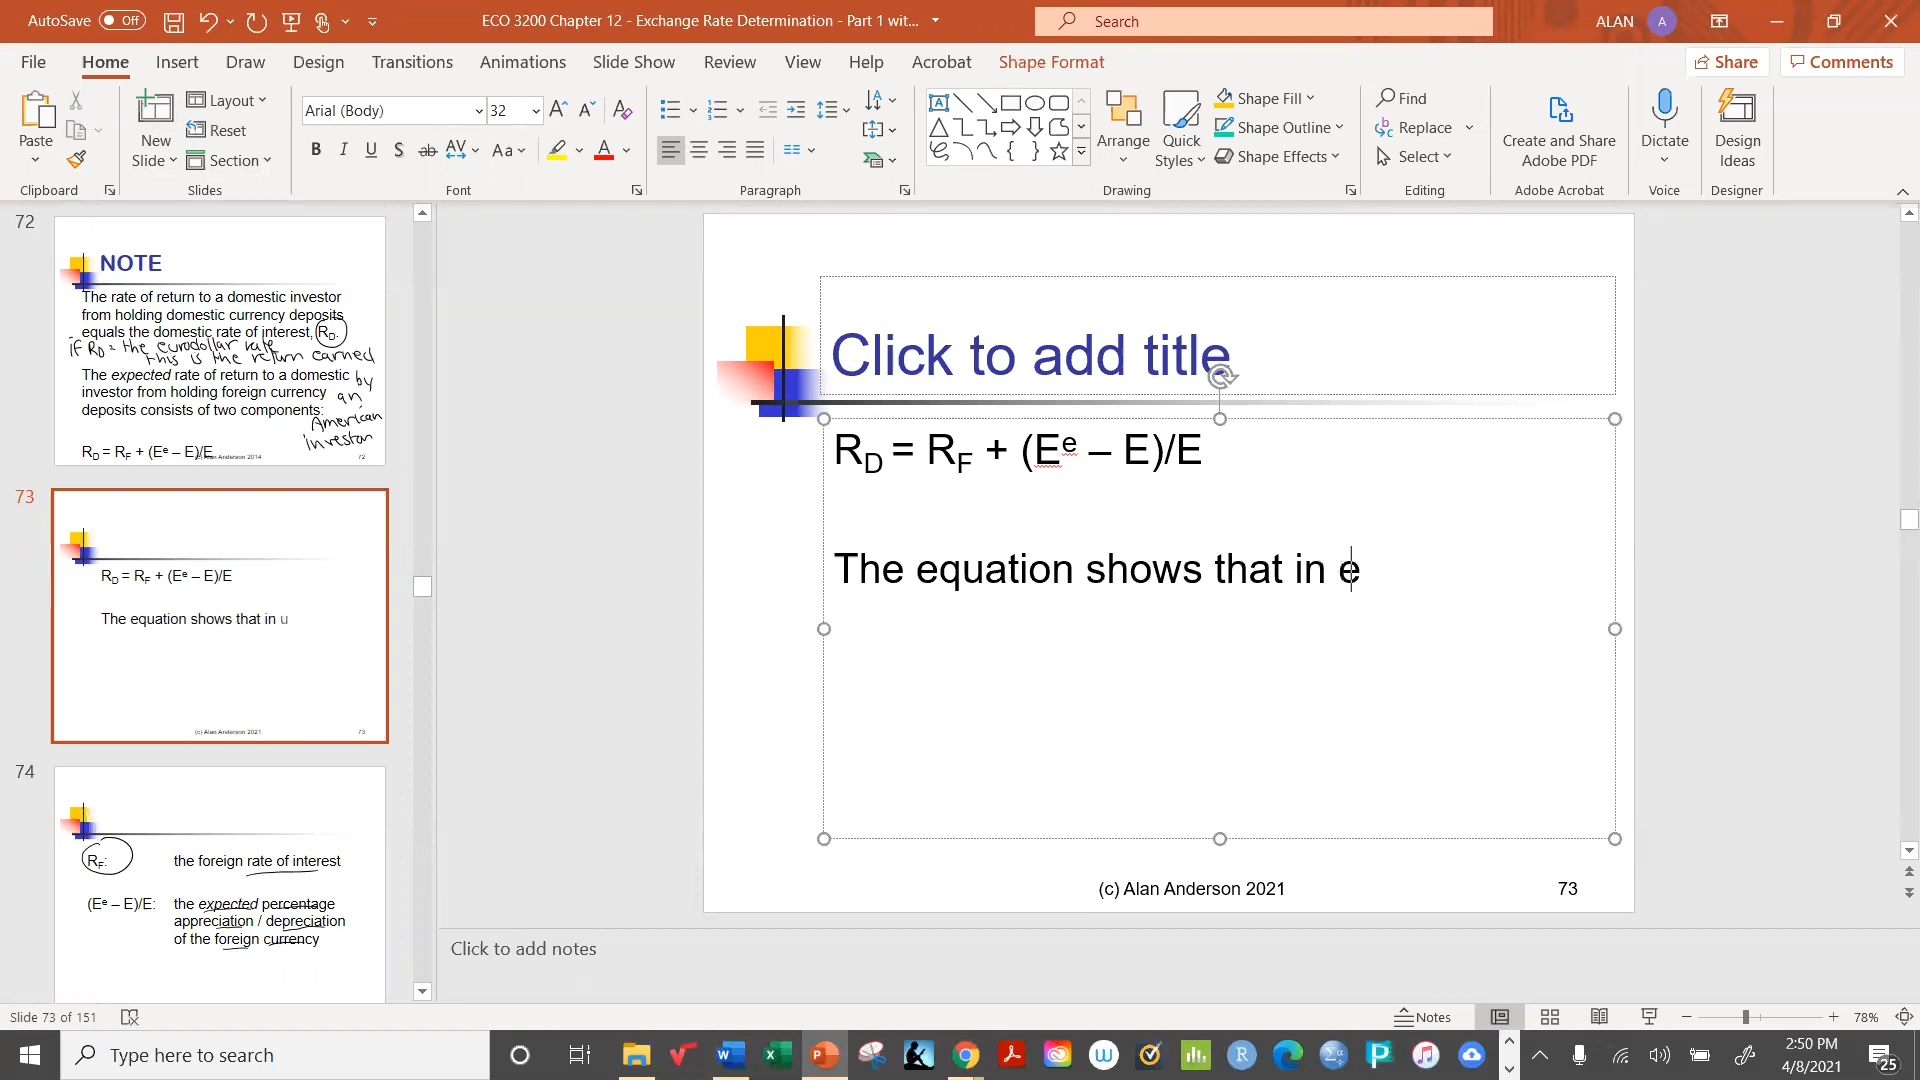 AutoSave Off
ECO 3200 Chapter 12 - Exchange Rate Determination - Part 1 wit...
Search
ALAN A
File Home Insert Draw Design Transitions Animations Slide Show Review View Help Acrobat Shape Format
Share Comments
Paste
Clipboard
New Slide
Layout
Reset
Section
Slides
Arial (Body) 32
Font
Paragraph
Arrange
Quick Styles
Shape Fill
Shape Outline
Shape Effects
Drawing
Find
Replace
Select
Editing
Create and Share Adobe PDF
Adobe Acrobat
Dictate
Voice
Design Ideas
Designer
72
NOTE
The rate of return to a domestic investor
from holding domestic currency deposits
equals the domestic rate of interest, RD.
if RD = the eurodollar rate
this is the return earned
by
an
American
investor
The expected rate of return to a domestic
investor from holding foreign currency
deposits consists of two components:
RD = RF + (Ee – E)/E
(c) Alan Anderson 2014
72
73
RD = RF + (Ee – E)/E
The equation shows that in u
(c) Alan Anderson 2021
73
74
RF: the foreign rate of interest
(Ee – E)/E: the expected percentage
appreciation / depreciation
of the foreign currency
Click to add title
RD = RF + (Ee – E)/E
The equation shows that in e
(c) Alan Anderson 2021
73
Click to add notes
Slide 73 of 151
Notes
78%
Type here to search
2:50 PM
4/8/2021
25